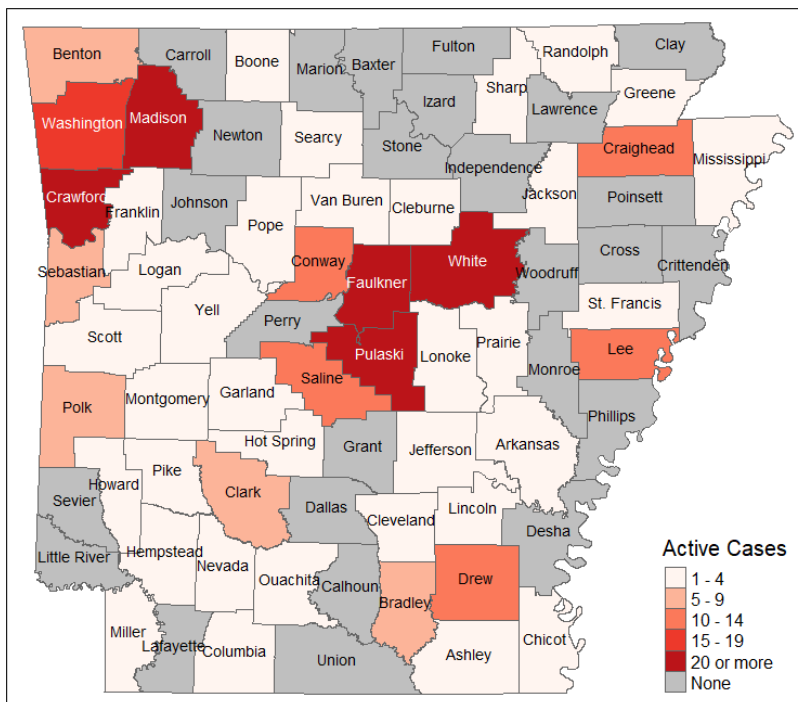 Benton
Carroll
Boone
Marion
Baxter
Fulton
Randolph
Clay
Sharp
Izard
Lawrence
Greene
Washington
Madison
Newton
Searcy
Stone
Independence
Craighead
Mississippi
Crawford
Franklin
Johnson
Pope
Van Buren
Cleburne
Jackson
Poinsett
Sebastian
Logan
Conway
Faulkner
White
Woodruff
Cross
Crittenden
Scott
Yell
Perry
Pulaski
Lonoke
Prairie
St. Francis
Lee
Monroe
Polk
Montgomery
Garland
Saline
Phillips
Hot Spring
Grant
Jefferson
Arkansas
Sevier
Howard
Pike
Clark
Dallas
Cleveland
Lincoln
Desha
Little River
Hempstead
Nevada
Ouachita
Calhoun
Bradley
Drew
Miller
Lafayette
Columbia
Union
Ashley
Chicot
Active Cases
1 - 4
5 - 9
10 - 14
15 - 19
20 or more
None